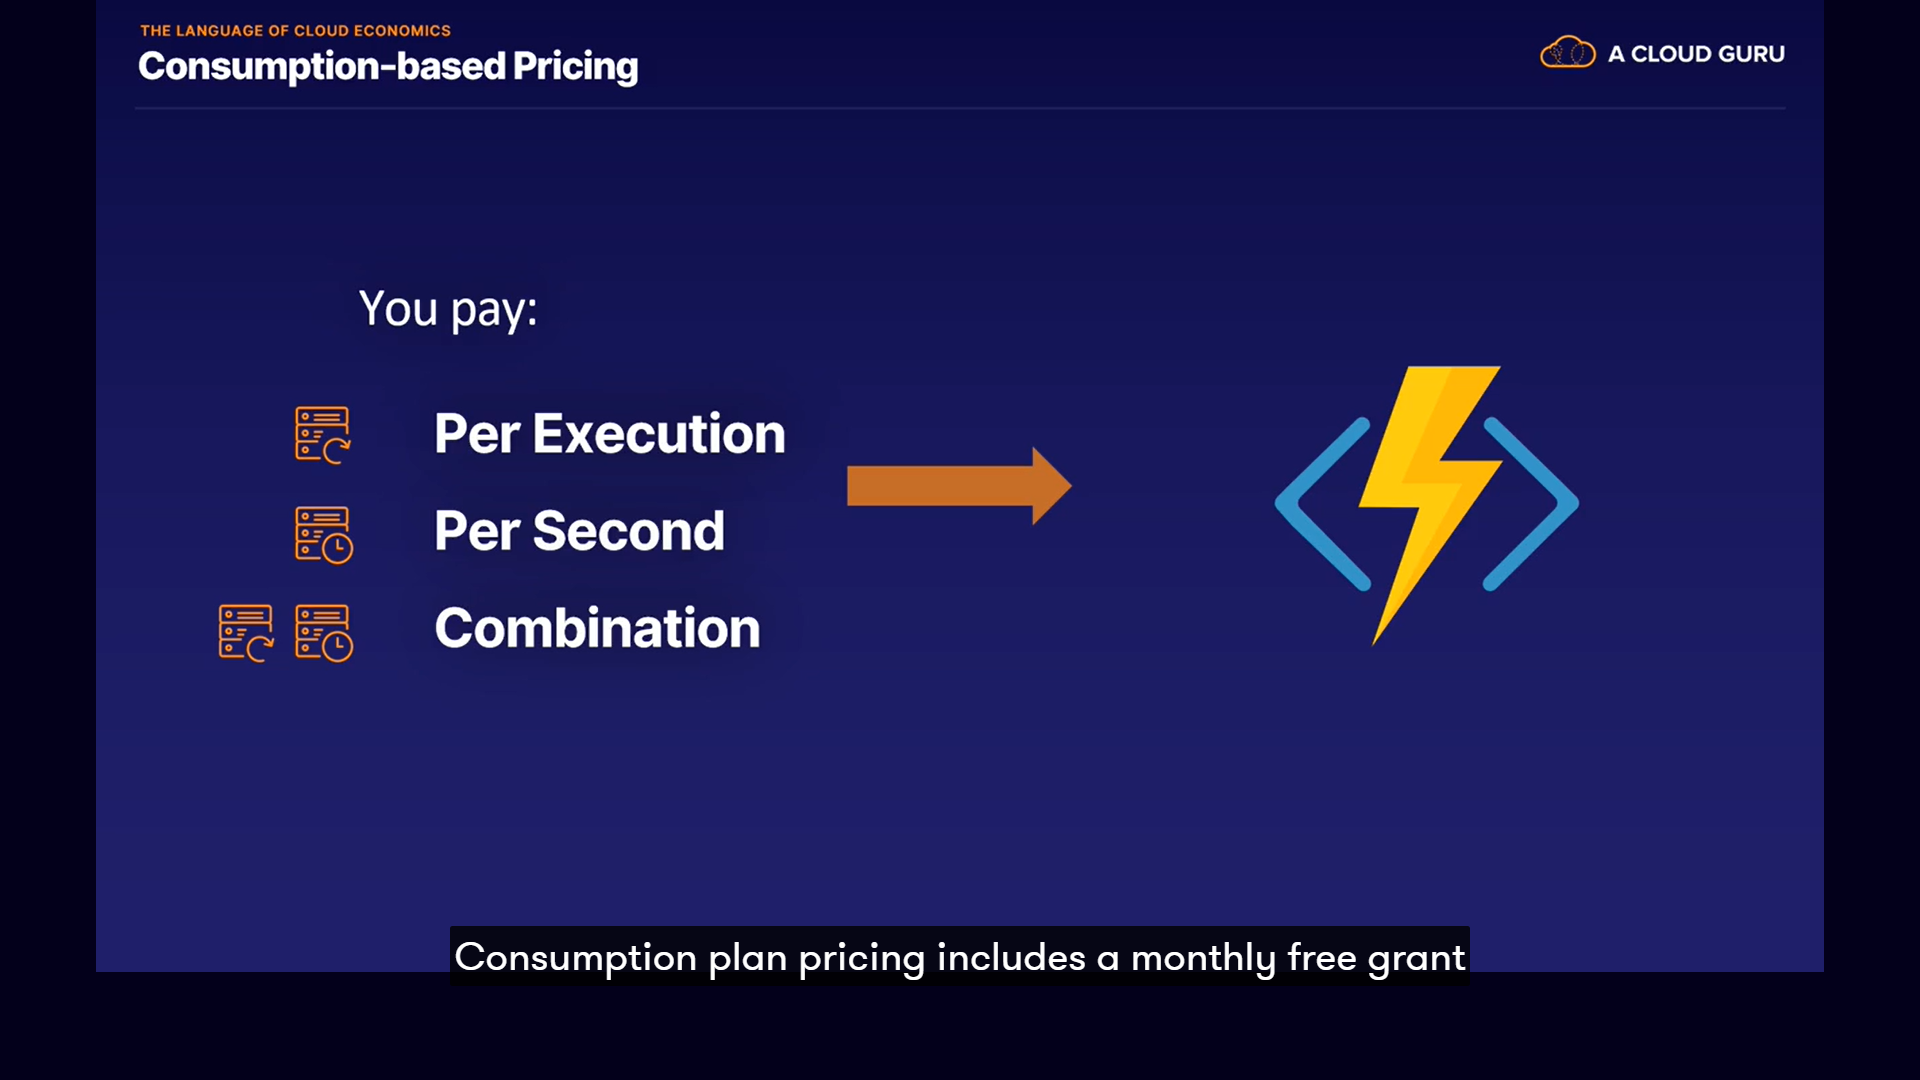 THE LANGUAGE OF CLOUD ECONOMICS
Consumption-based Pricing
A CLOUD GURU
You pay:
Per Execution
Per Second
Combination
Consumption plan pricing includes a monthly free grant